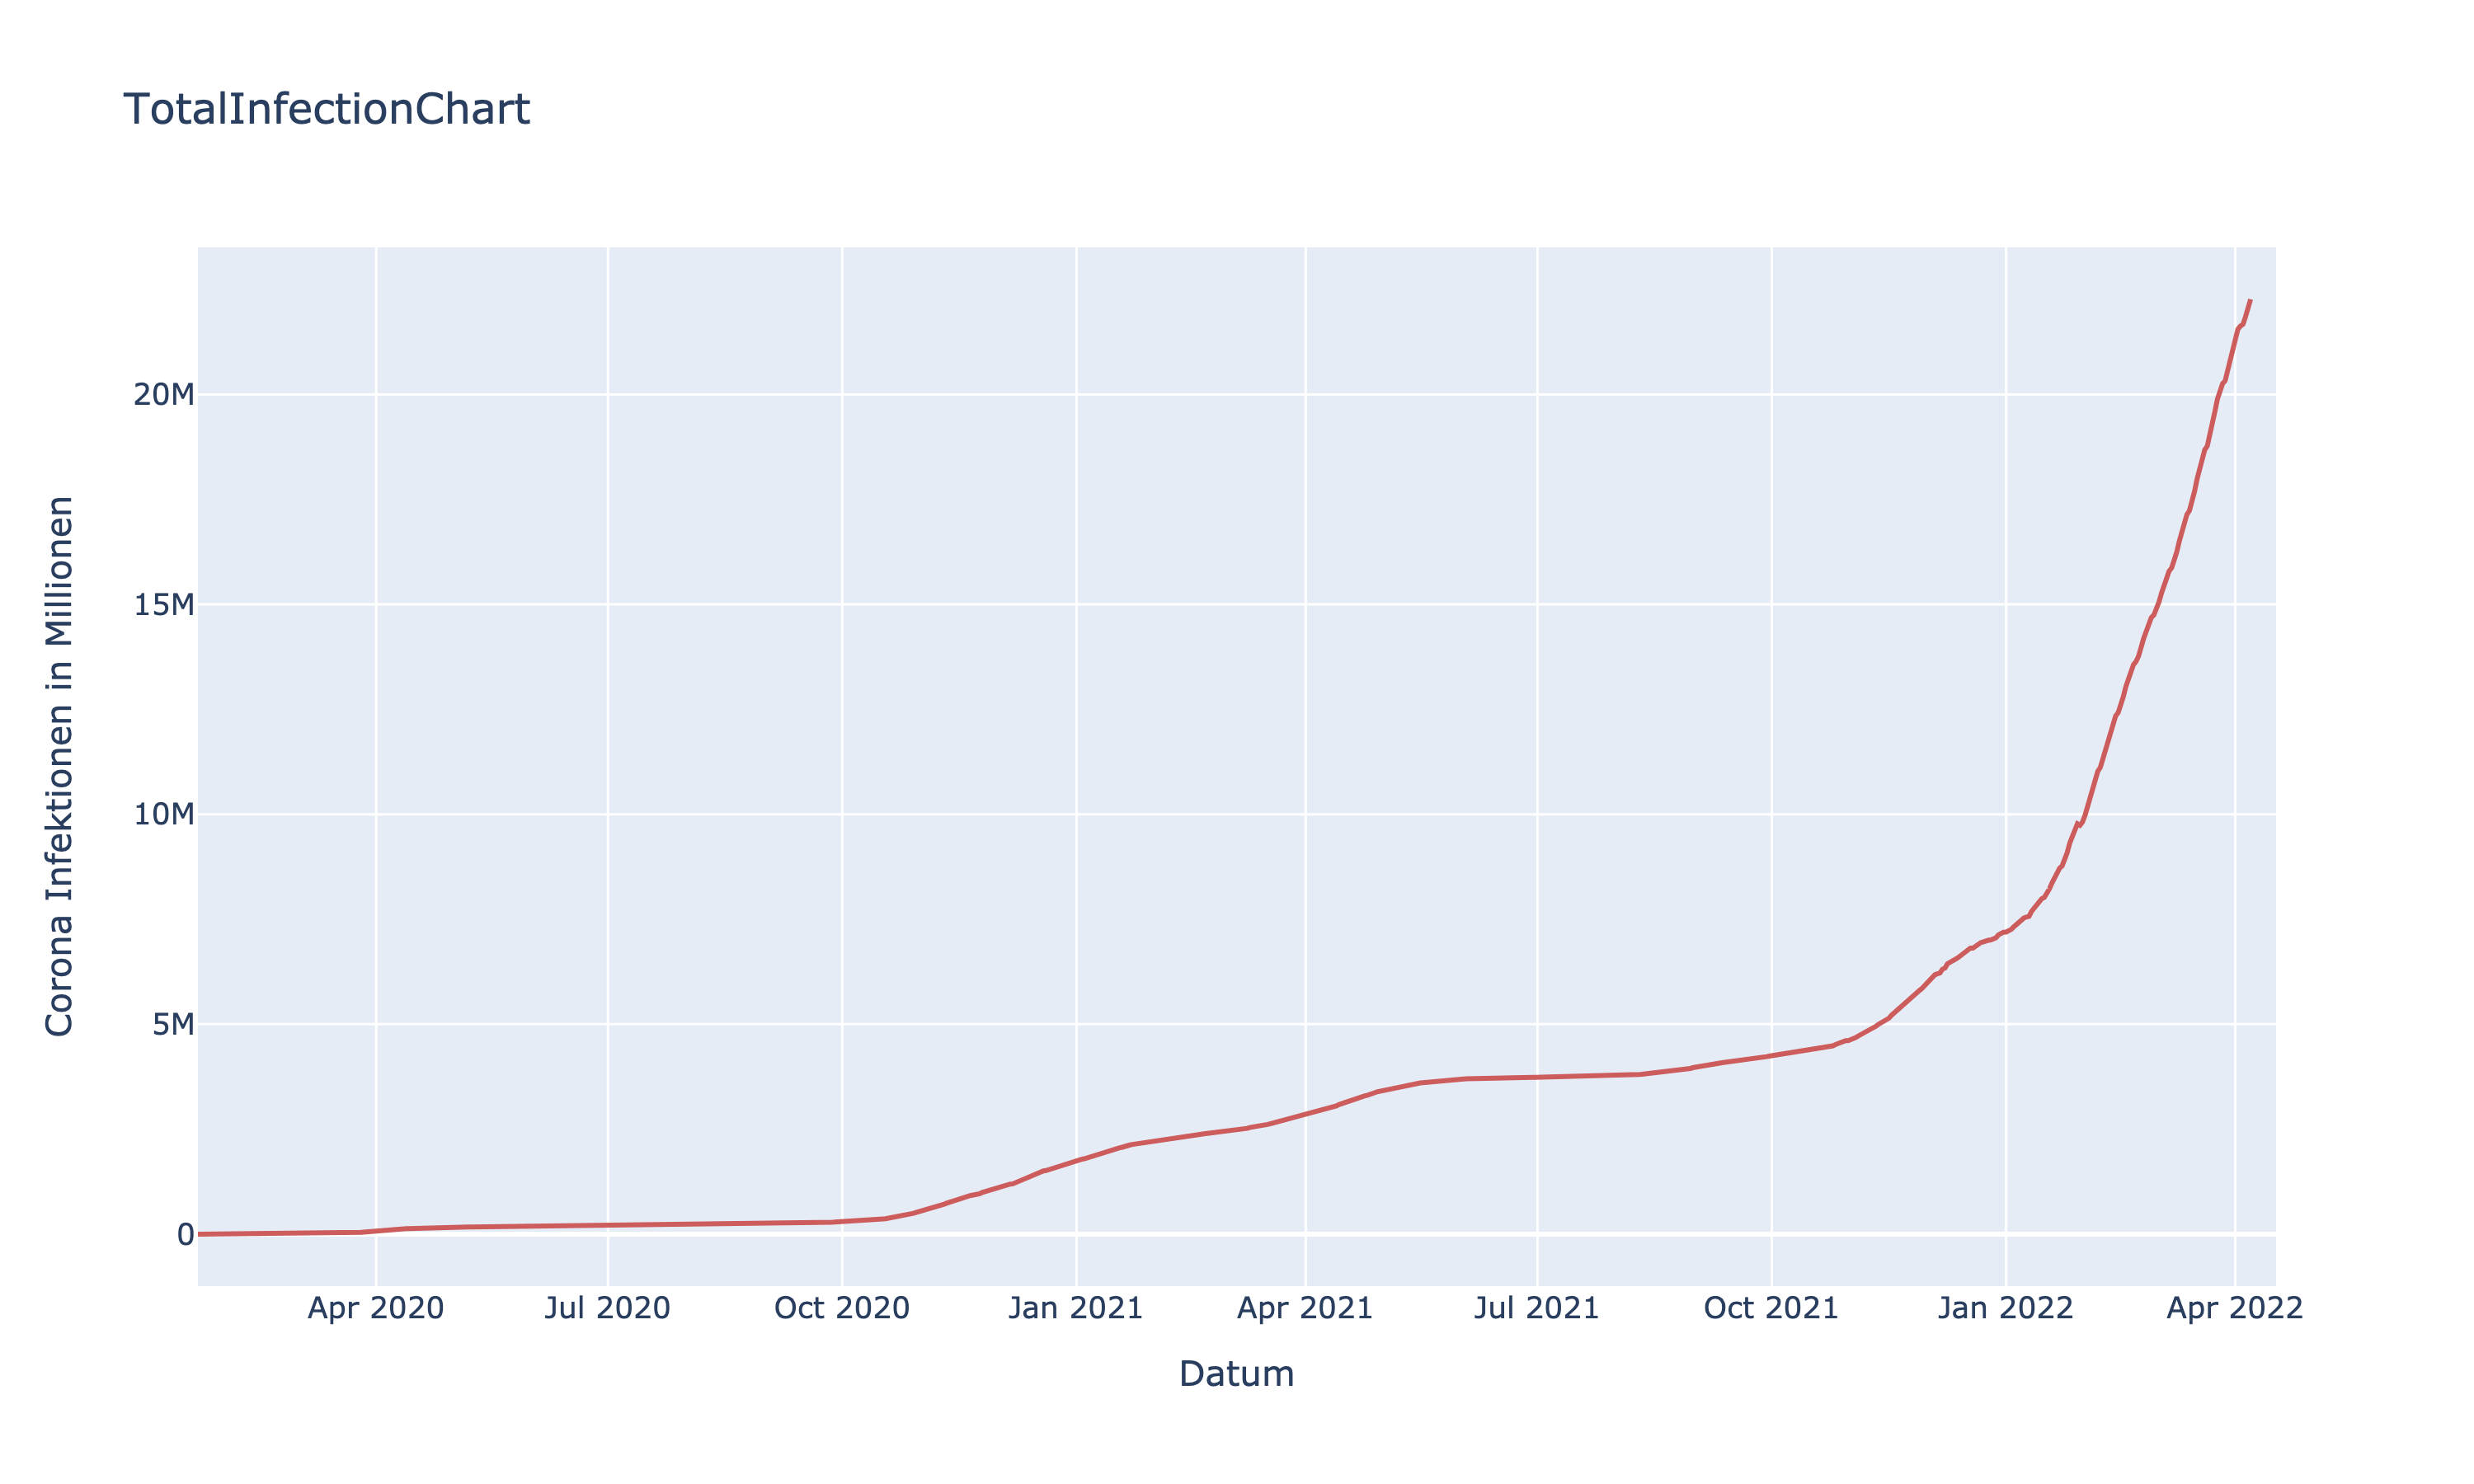 TotalInfectionChart
Corona Infektionen in Millionen
20M
15M
10M
5M
0
Apr 2020 Jul 2020 Oct 2020 Jan 2021 Apr 2021 Jul 2021 Oct 2021 Jan 2022 Apr 2022
Datum